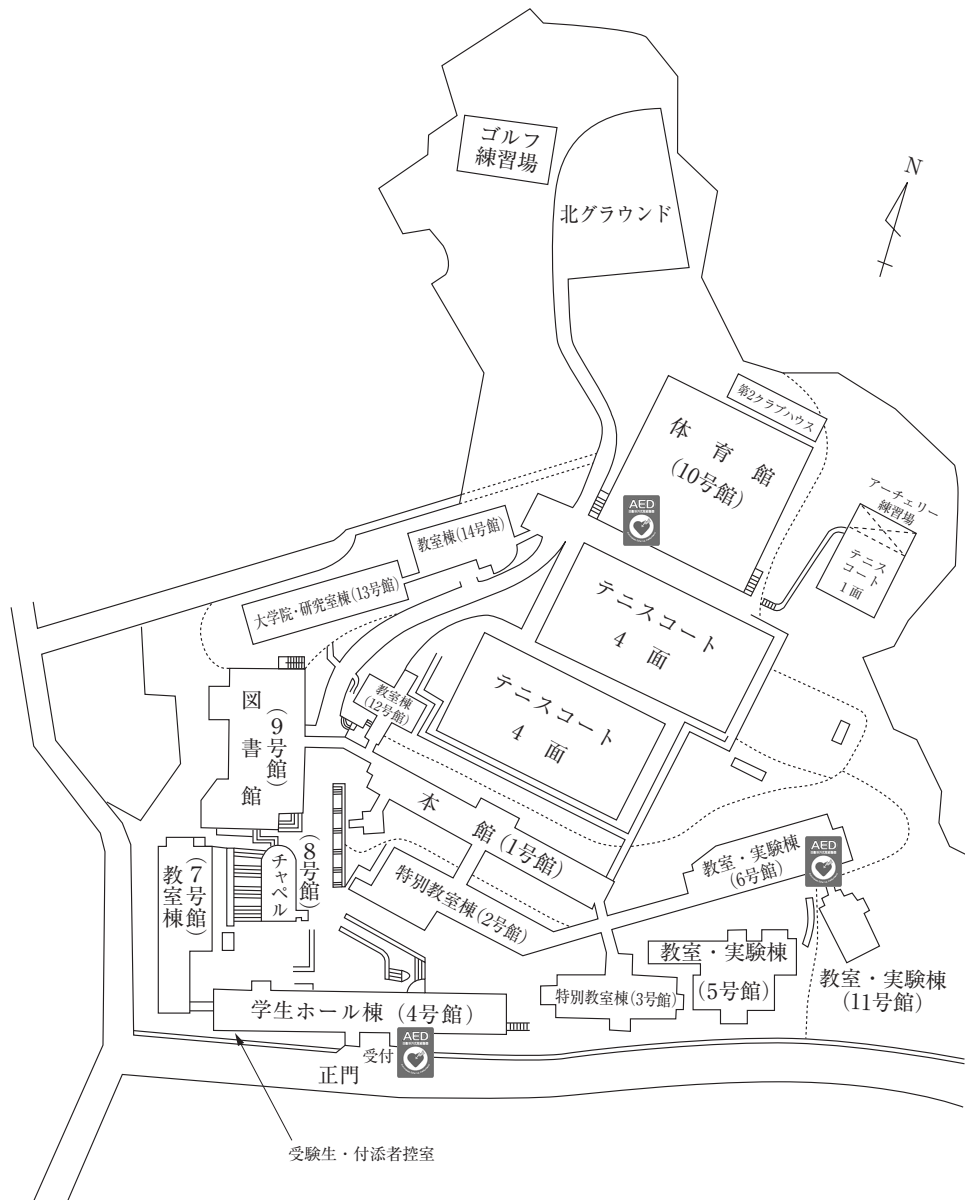 ゴルフ
練習場
N
北グラウンド
第2クラブハウス
体育館
(10号館)
アーチェリー
練習場
テニス
コート
1面
AED
教室棟(14号館)
大学院・研究室棟(13号館)
テニスコート
4面
教室棟
(12号館)
テニスコート
4面
図書館
(9号館)
本館(1号館)
チャペル
(8号館)
教室棟
(7号館)
特別教室棟(2号館)
教室・実験棟
(6号館)
AED
教室・実験棟
(5号館)
教室・実験棟
(11号館)
特別教室棟(3号館)
学生ホール棟(4号館)
受付
AED
正門
受験生・付添者控室